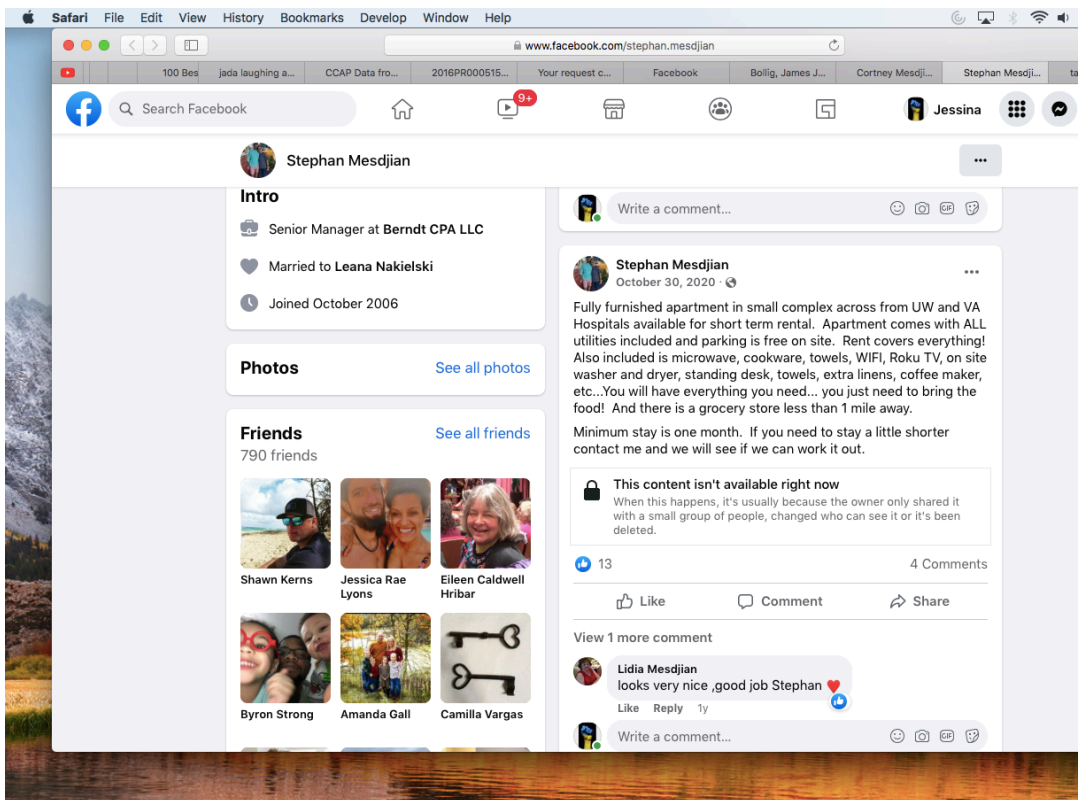 Safari File Edit View History Bookmarks Develop Window Help
www.facebook.com/stephan.mesdjian
100 Bes
jada laughing a...
CCAP Data fro...
2016PR000515...
Your request c...
Facebook
Bollig, James J...
Cortney Mesdji...
Stephan Mesdji...
ta
Search Facebook
9+
Jessina
Stephan Mesdjian
Intro
Senior Manager at Berndt CPA LLC
Married to Leana Nakielski
Joined October 2006
Photos
See all photos
Friends
See all friends
790 friends
Shawn Kerns
Jessica Rae
Lyons
Eileen Caldwell
Hribar
Byron Strong
Amanda Gall
Camilla Vargas
Write a comment...
GIF
Stephan Mesdjian
October 30, 2020 ·
Fully furnished apartment in small complex across from UW and VA
Hospitals available for short term rental. Apartment comes with ALL
utilities included and parking is free on site. Rent covers everything!
Also included is microwave, cookware, towels, WIFI, Roku TV, on site
washer and dryer, standing desk, towels, extra linens, coffee maker,
etc...You will have everything you need... you just need to bring the
food! And there is a grocery store less than 1 mile away.
Minimum stay is one month. If you need to stay a little shorter
contact me and we will see if we can work it out.
This content isn't available right now
When this happens, it's usually because the owner only shared it
with a small group of people, changed who can see it or it's been
deleted.
13
4 Comments
Like
Comment
Share
View 1 more comment
Lidia Mesdjian
looks very nice ,good job Stephan ❤️
Like Reply 1y
Write a comment...
GIF